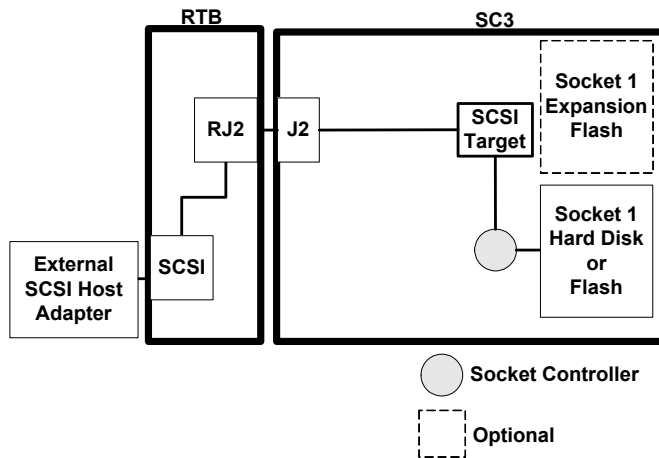 RTB
SC3
Socket 1
Expansion
Flash
RJ2
J2
SCSI
Target
Socket 1
Hard Disk
or
Flash
SCSI
External
SCSI Host
Adapter
Socket Controller
Optional